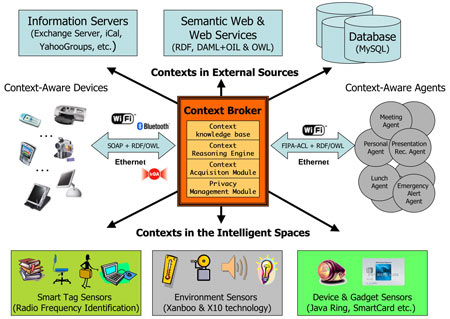 Information Servers
(Exchange Server, iCal,
YahooGroups, etc.)
Semantic Web &
Web Services
(RDF, DAML+OIL & OWL)
Database
(MySQL)
Contexts in External Sources
Context-Aware Devices
Context-Aware Agents
WiFi
Bluetooth
SOAP + RDF/OWL
Ethernet
IrDA
Context Broker
Context
knowledge base
Context
Reasoning Engine
Context
Acquisiton Module
Privacy
Management Module
WiFi
FIPA-ACL + RDF/OWL
Ethernet
Meeting
Agent
Personal
Agent
Presentation
Rec. Agent
Lunch
Agent
Emergency
Alert Agent
Contexts in the Intelligent Spaces
Smart Tag Sensors
(Radio Frequency Identification)
Environment Sensors
(Xanboo & X10 technology)
Device & Gadget Sensors
(Java Ring, SmartCard etc.)